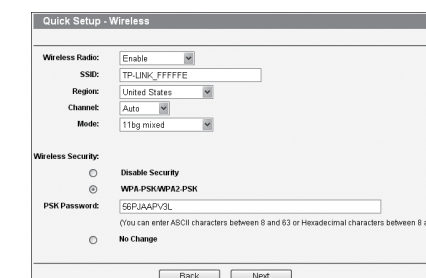 Quick Setup - Wireless
Wireless Radio: Enable
SSID: TP-LINK_FFFFFE
Region: United States
Channel: Auto
Mode: 11bg mixed
Wireless Security:
Disable Security
WPA-PSK/WPA2-PSK
PSK Password: 56PJAAPV3L
(You can enter ASCII characters between 8 and 63 or Hexadecimal characters between 8
No Change
Back Next